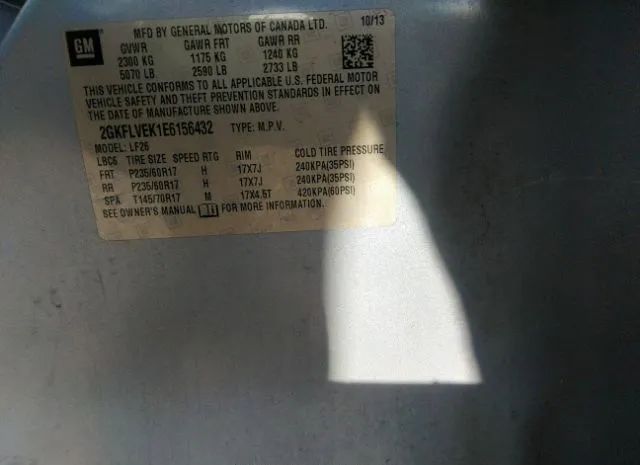 MFD BY GENERAL MOTORS OF CANADA LTD. 10/13
GM
GVWR GAWR FRT GAWR RR
2300 KG 1175 KG 1240 KG
5070 LB 2590 LB 2733 LB
THIS VEHICLE CONFORMS TO ALL APPLICABLE U.S. FEDERAL MOTOR
VEHICLE SAFETY AND THEFT PREVENTION STANDARDS IN EFFECT ON
THE DATE OF MANUFACTURE SHOWN ABOVE.
2GKFLVEK1E6156432 TYPE: M.P.V.
MODEL: LF26
LBC6 TIRE SIZE SPEED RTG RIM COLD TIRE PRESSURE
FRT P235/60R17 H 17X7J 240KPA(35PSI)
RR P235/60R17 H 17X7J 240KPA(35PSI)
SPA T145/70R17 M 17X4.5T 420KPA(60PSI)
SEE OWNER'S MANUAL FOR MORE INFORMATION.